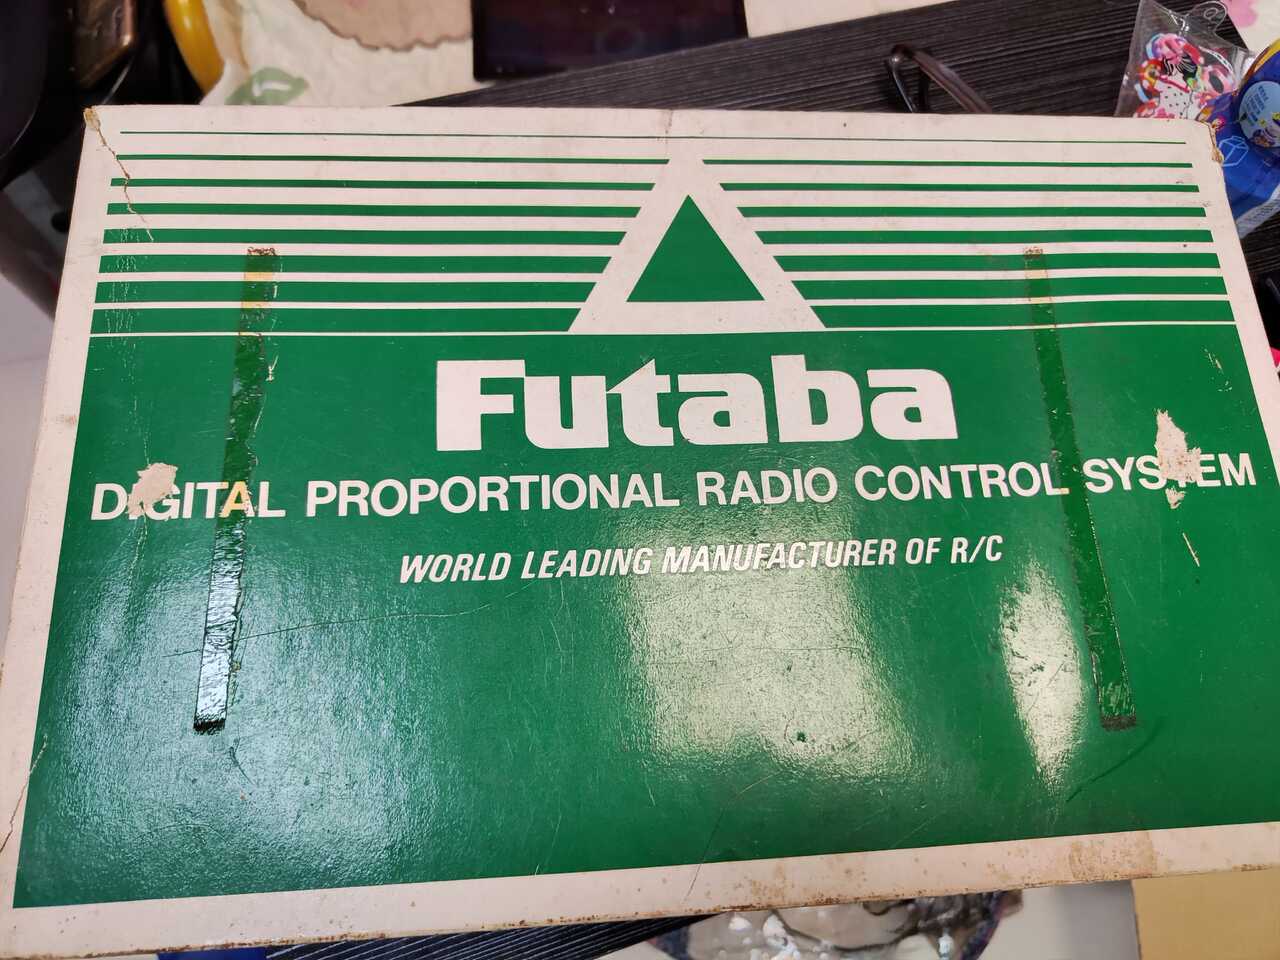 Futaba
DIGITAL PROPORTIONAL RADIO CONTROL SYSTEM
WORLD LEADING MANUFACTURER OF R/C